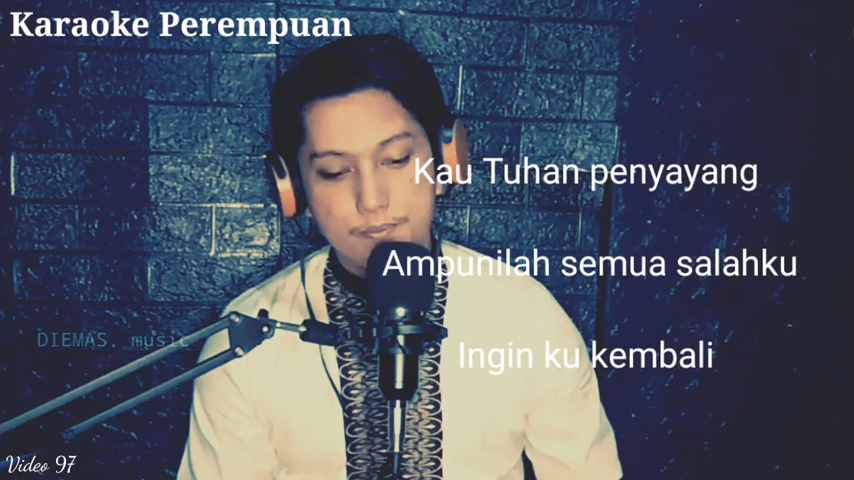 Karaoke Perempuan
Kau Tuhan penyayang
Ampunilah semua salahku
Ingin ku kembali
DIEMAS. music
Video 97